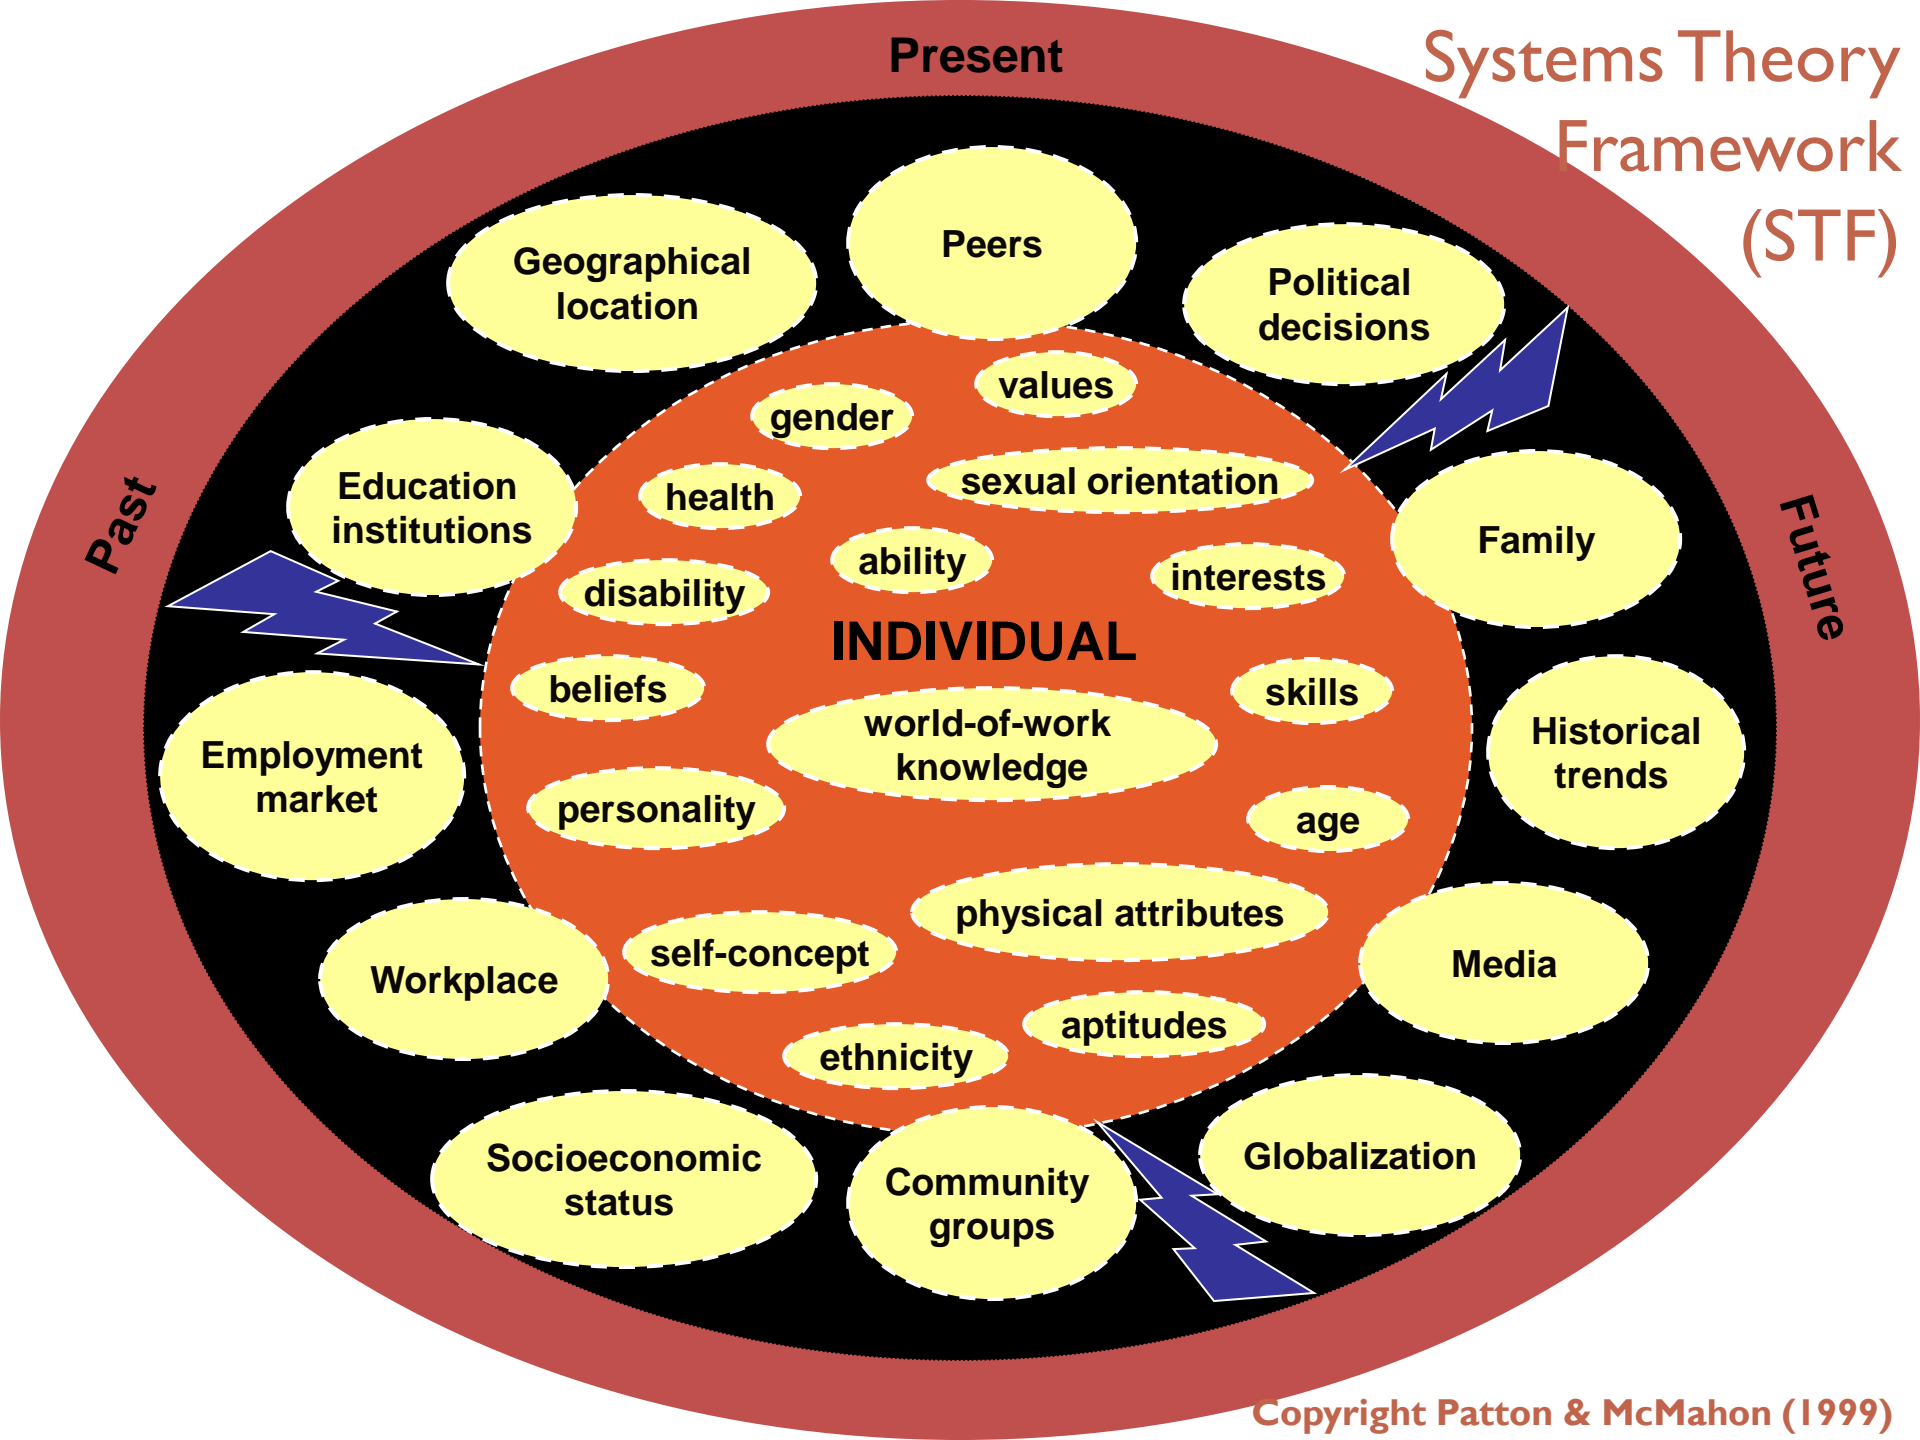 Present
Systems Theory
Framework
(STF)
Peers
Geographical
location
Political
decisions
values
gender
sexual orientation
health
Education
institutions
Past
Future
Family
ability
interests
disability
INDIVIDUAL
beliefs
skills
world-of-work
knowledge
Historical
trends
Employment
market
personality
age
physical attributes
self-concept
Media
Workplace
aptitudes
ethnicity
Socioeconomic
status
Community
groups
Globalization
Copyright Patton & McMahon (1999)